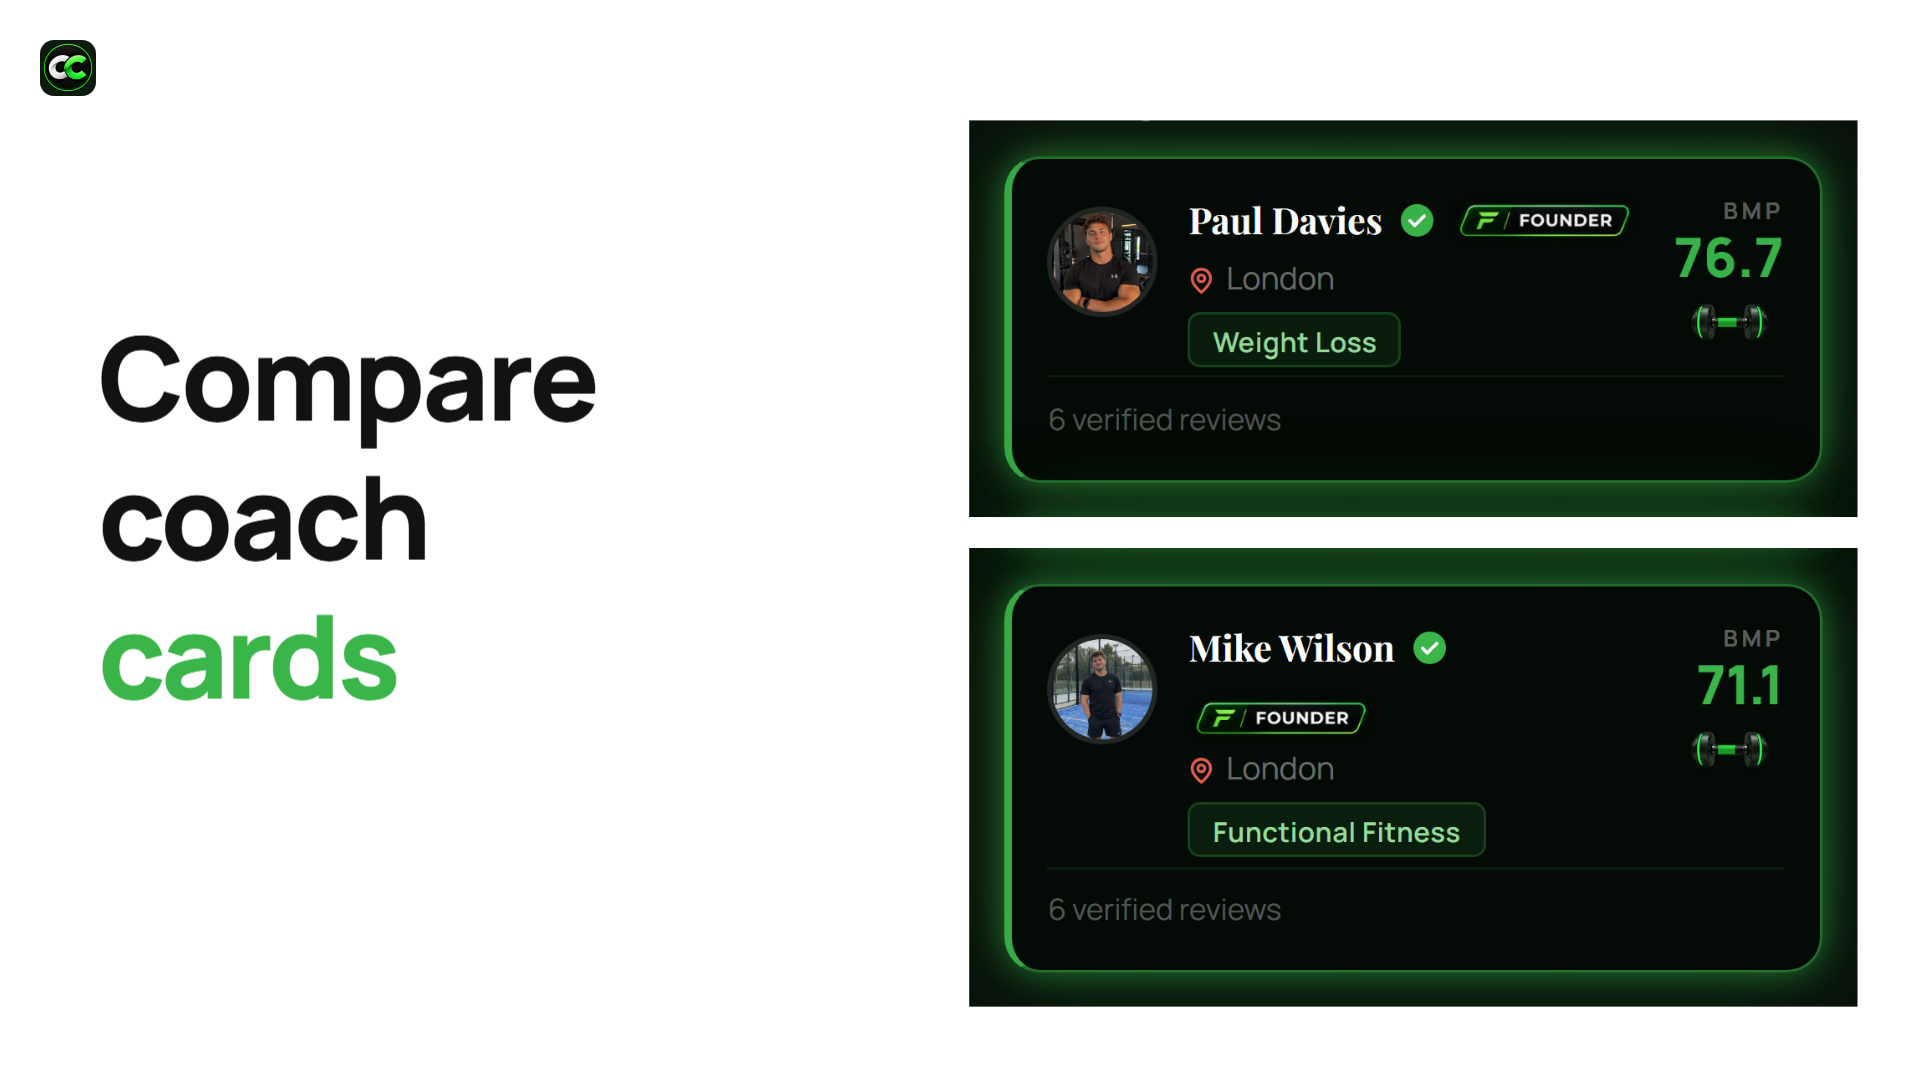 CC
Compare
coach
cards
Paul Davies
FOUNDER
BMP
76.7
London
Weight Loss
6 verified reviews
Mike Wilson
BMP
71.1
FOUNDER
London
Functional Fitness
6 verified reviews